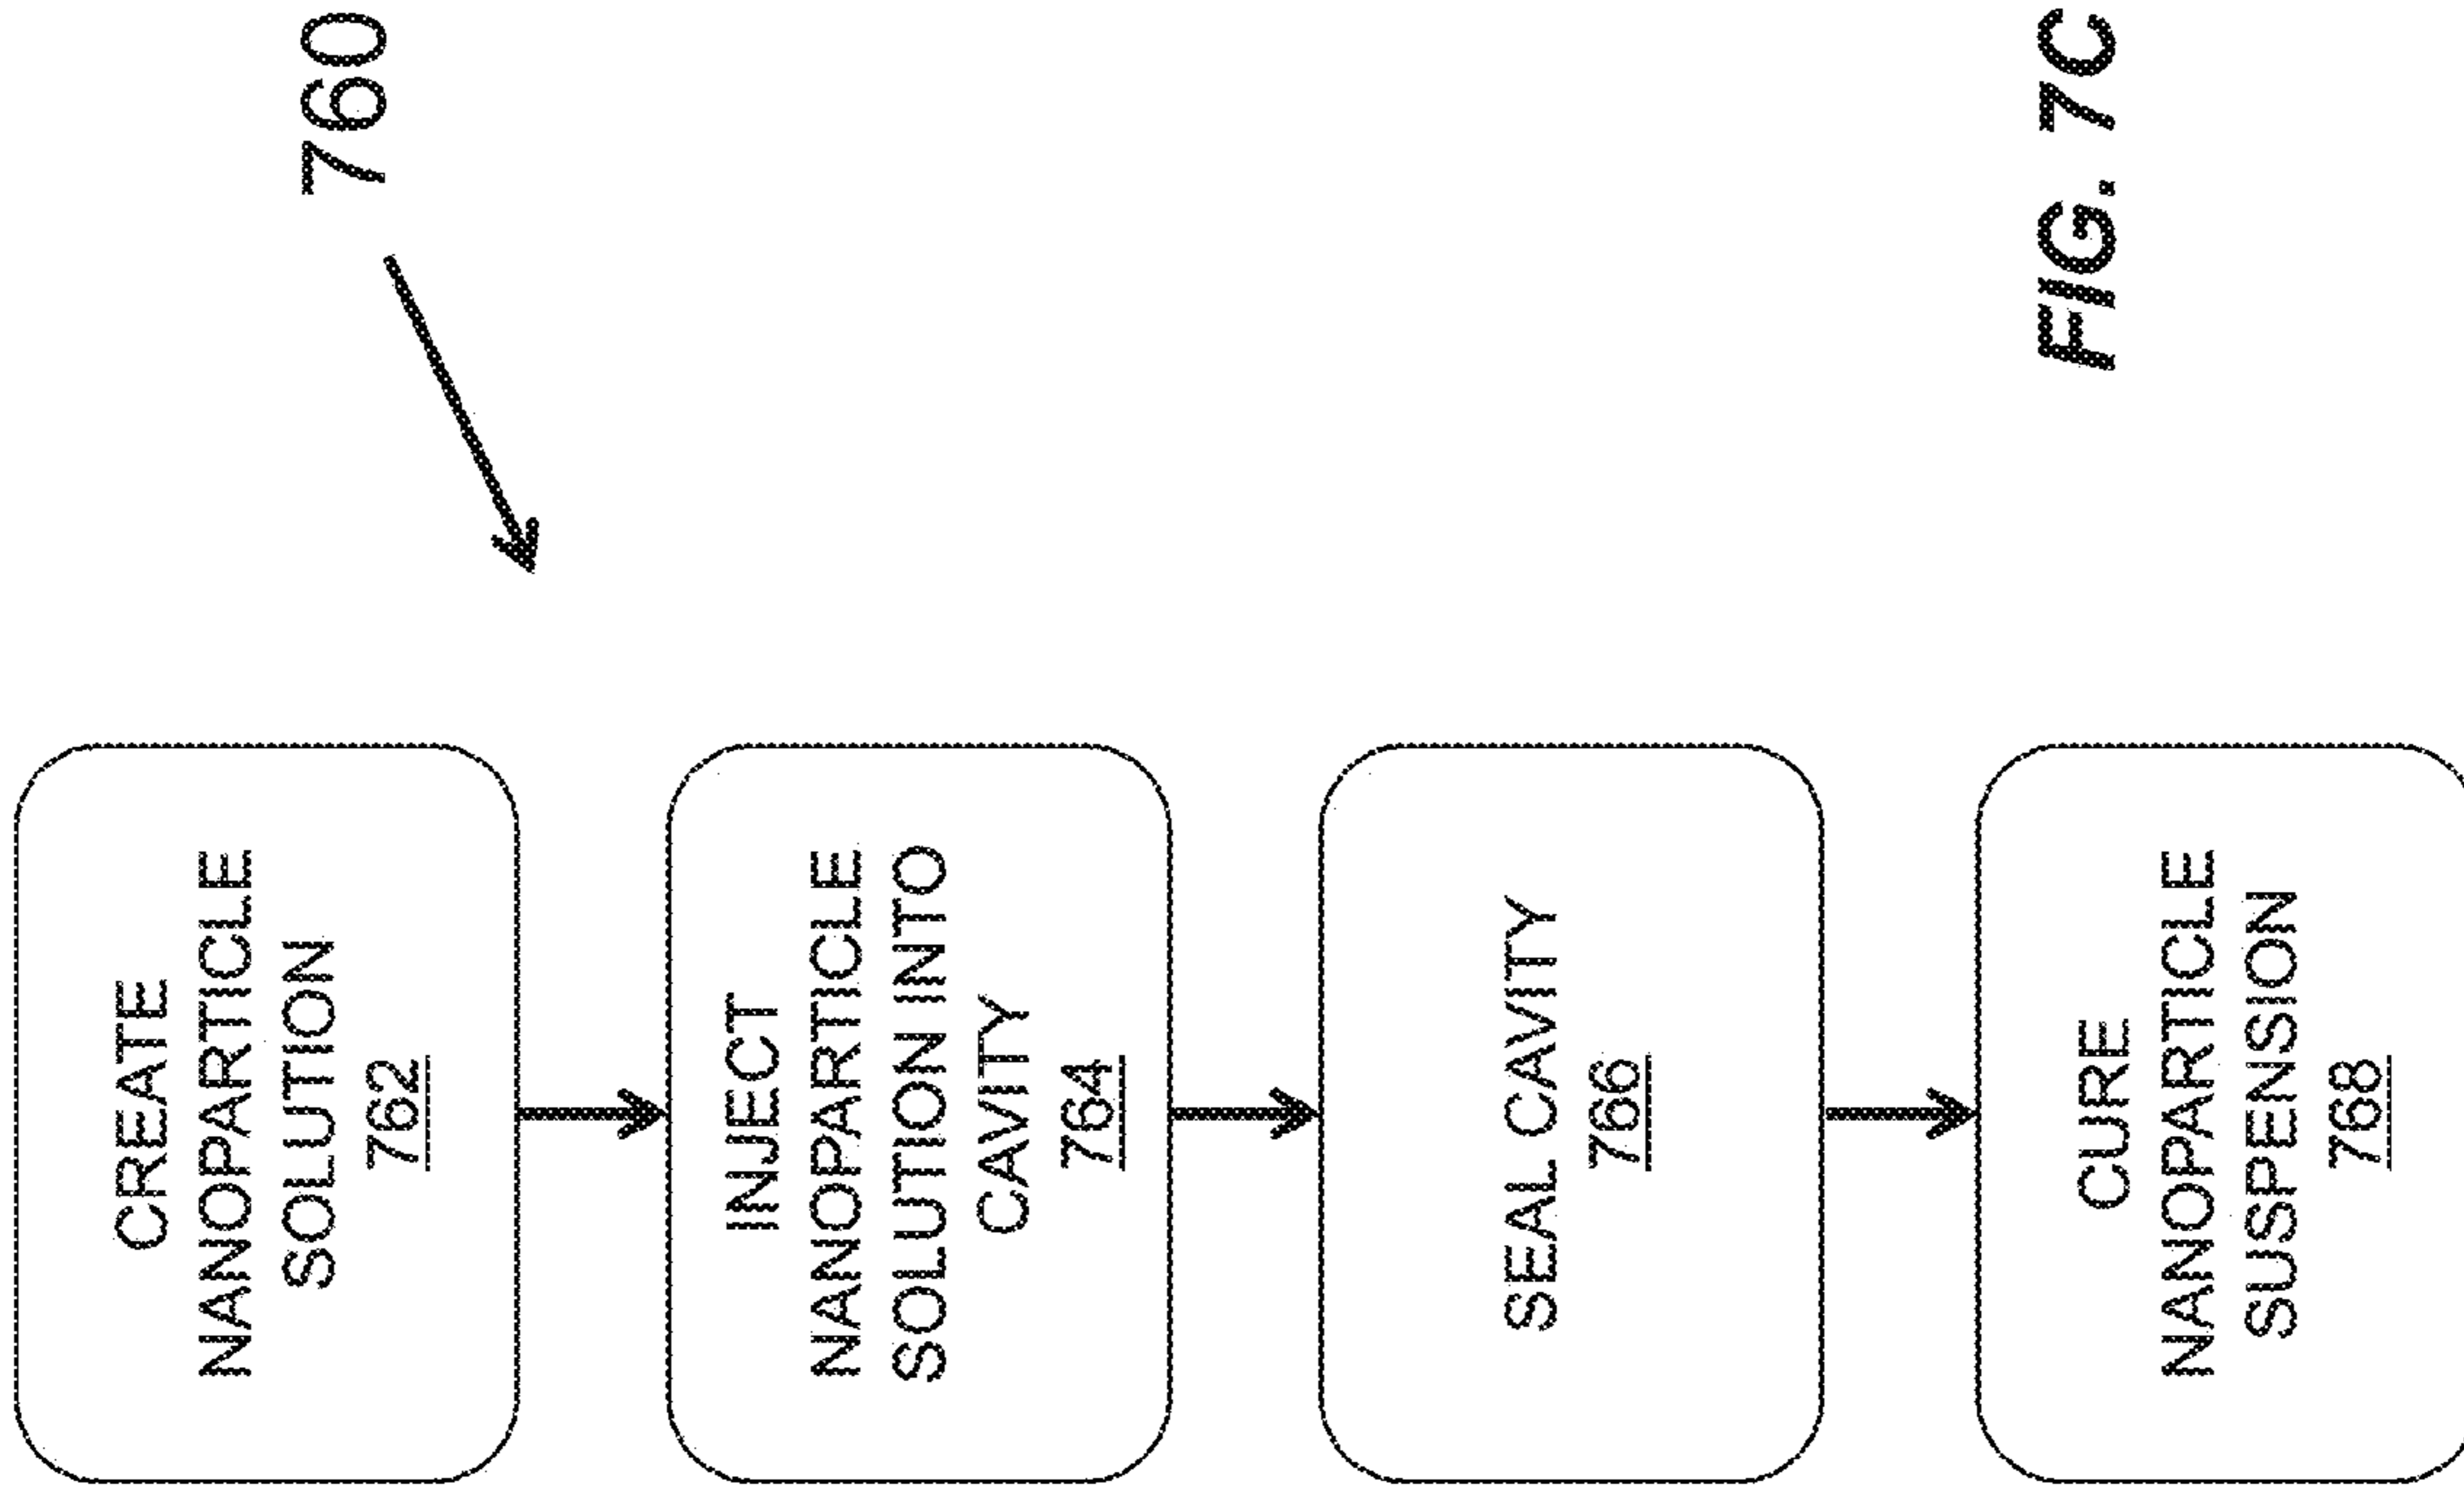 760
CREATE
NANOPARTICLE
SOLUTION
762
INJECT
NANOPARTICLE
SOLUTION INTO
CAVITY
764
SEAL CAVITY
766
CURE
NANOPARTICLE
SUSPENSION
768
FIG. 7C